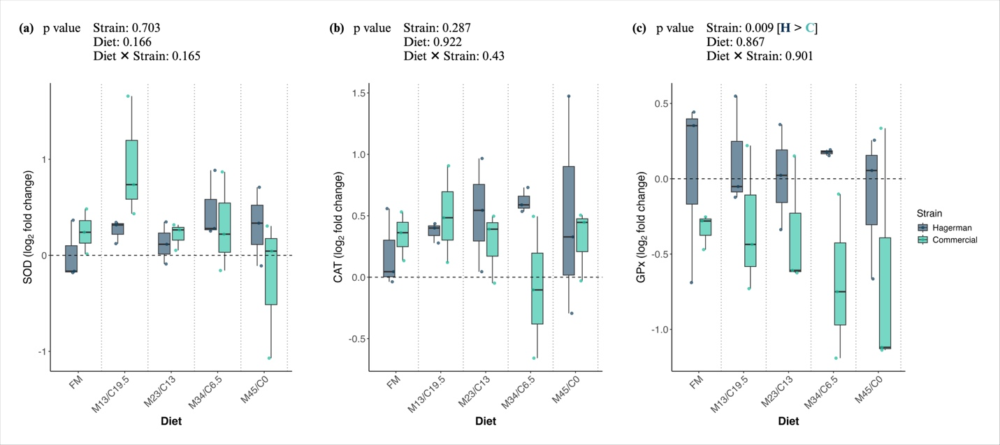 (a) p value Strain: 0.703
Diet: 0.166
Diet ✕ Strain: 0.165
SOD (log2 fold change)
1
0
-1
FM
M13/C19.5
M23/C13
M34/C6.5
M45/C0
Diet
(b) p value Strain: 0.287
Diet: 0.922
Diet ✕ Strain: 0.43
CAT (log2 fold change)
1.5
1.0
0.5
0.0
-0.5
FM
M13/C19.5
M23/C13
M34/C6.5
M45/C0
Diet
(c) p value Strain: 0.009 [H > C]
Diet: 0.867
Diet ✕ Strain: 0.901
GPx (log2 fold change)
0.5
0.0
-0.5
-1.0
FM
M13/C19.5
M23/C13
M34/C6.5
M45/C0
Diet
Strain
Hagerman
Commercial